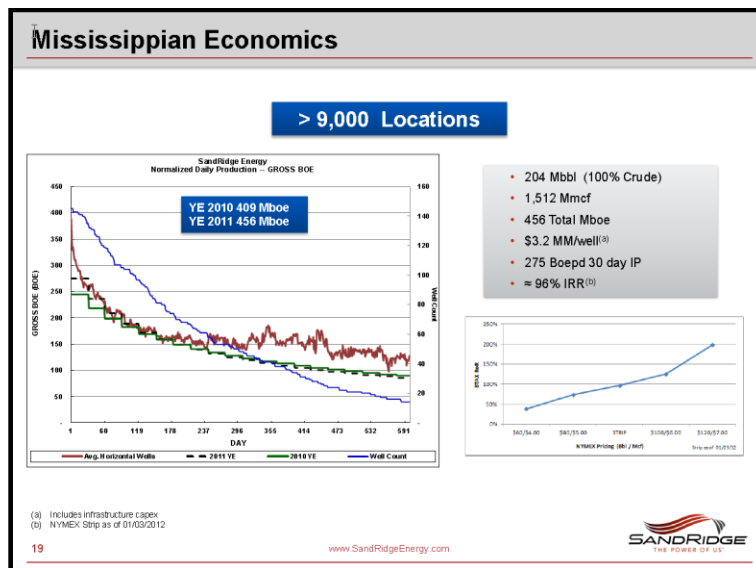 Mississippian Economics
> 9,000 Locations
SandRidge Energy
Normalized Daily Production -- GROSS BOE
YE 2010 409 Mboe
YE 2011 456 Mboe
450
400
350
300
250
200
150
100
50
-
GROSS BOE (BOE)
160
140
120
100
80
60
40
20
-
Well Count
1 60 119 178 237 296 355 414 473 532 591
DAY
Avg. Horizontal Wells 2011 YE 2010 YE Well Count
• 204 Mbbl (100% Crude)
• 1,512 Mmcf
• 456 Total Mboe
• $3.2 MM/well(a)
• 275 Boepd 30 day IP
• ≈ 96% IRR(b)
250%
200%
150%
100%
50%
0%
$60/$4.00 $80/$5.00 STRIP $100/$6.00 $120/$7.00
NYMEX Pricing (Bbl / Mcf)
Strip as of 01/03/12
(a) Includes infrastructure capex
(b) NYMEX Strip as of 01/03/2012
19
www.SandRidgeEnergy.com
SANDRIDGE
THE POWER OF US